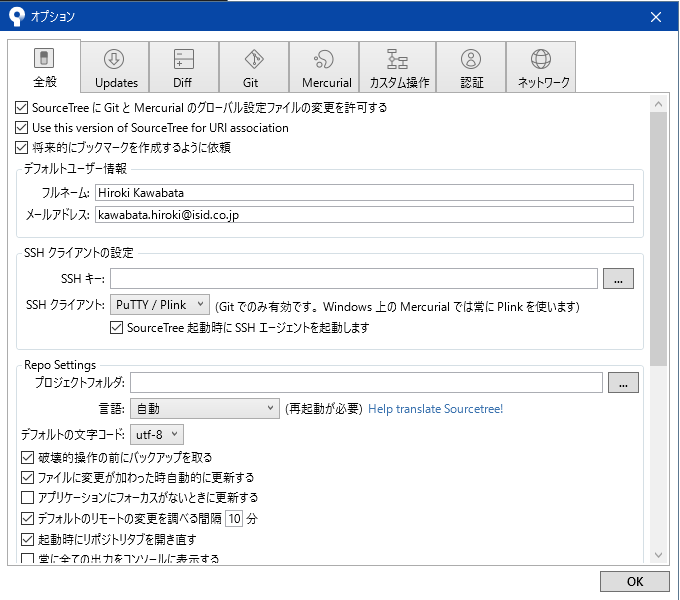 オプション
全般 Updates Diff Git Mercurial カスタム操作 認証 ネットワーク
SourceTree に Git と Mercurial のグローバル設定ファイルの変更を許可する
Use this version of SourceTree for URI association
将来的にブックマークを作成するように依頼
デフォルトユーザー情報
フルネーム: Hiroki Kawabata
メールアドレス: kawabata.hiroki@isid.co.jp
SSH クライアントの設定
SSH キー: ...
SSH クライアント: PuTTY / Plink (Git でのみ有効です。Windows 上の Mercurial では常に Plink を使います)
SourceTree 起動時に SSH エージェントを起動します
Repo Settings
プロジェクトフォルダ: ...
言語: 自動 (再起動が必要) Help translate Sourcetree!
デフォルトの文字コード: utf-8
破壊的操作の前にバックアップを取る
ファイルに変更が加わった時自動的に更新する
アプリケーションにフォーカスがないときに更新する
デフォルトのリモートの変更を調べる間隔 10 分
起動時にリポジトリタブを開き直す
常に全ての出力をコンソールに表示する
OK